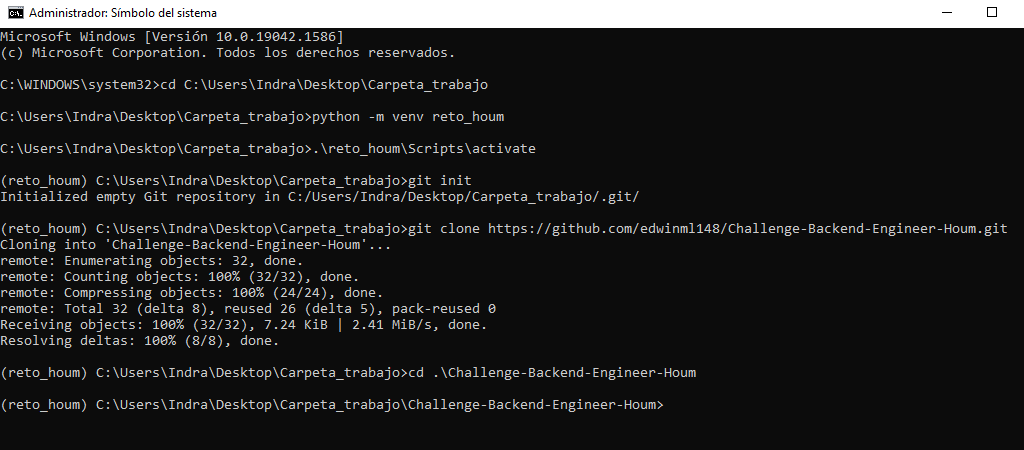 Administrador: Símbolo del sistema
Microsoft Windows [Versión 10.0.19042.1586]
(c) Microsoft Corporation. Todos los derechos reservados.
C:\WINDOWS\system32>cd C:\Users\Indra\Desktop\Carpeta_trabajo
C:\Users\Indra\Desktop\Carpeta_trabajo>python -m venv reto_houm
C:\Users\Indra\Desktop\Carpeta_trabajo>.\reto_houm\Scripts\activate
(reto_houm) C:\Users\Indra\Desktop\Carpeta_trabajo>git init
Initialized empty Git repository in C:/Users/Indra/Desktop/Carpeta_trabajo/.git/
(reto_houm) C:\Users\Indra\Desktop\Carpeta_trabajo>git clone https://github.com/edwinml148/Challenge-Backend-Engineer-Houm.git
Cloning into 'Challenge-Backend-Engineer-Houm'...
remote: Enumerating objects: 32, done.
remote: Counting objects: 100% (32/32), done.
remote: Compressing objects: 100% (24/24), done.
remote: Total 32 (delta 8), reused 26 (delta 5), pack-reused 0
Receiving objects: 100% (32/32), 7.24 KiB | 2.41 MiB/s, done.
Resolving deltas: 100% (8/8), done.
(reto_houm) C:\Users\Indra\Desktop\Carpeta_trabajo>cd .\Challenge-Backend-Engineer-Houm
(reto_houm) C:\Users\Indra\Desktop\Carpeta_trabajo\Challenge-Backend-Engineer-Houm>